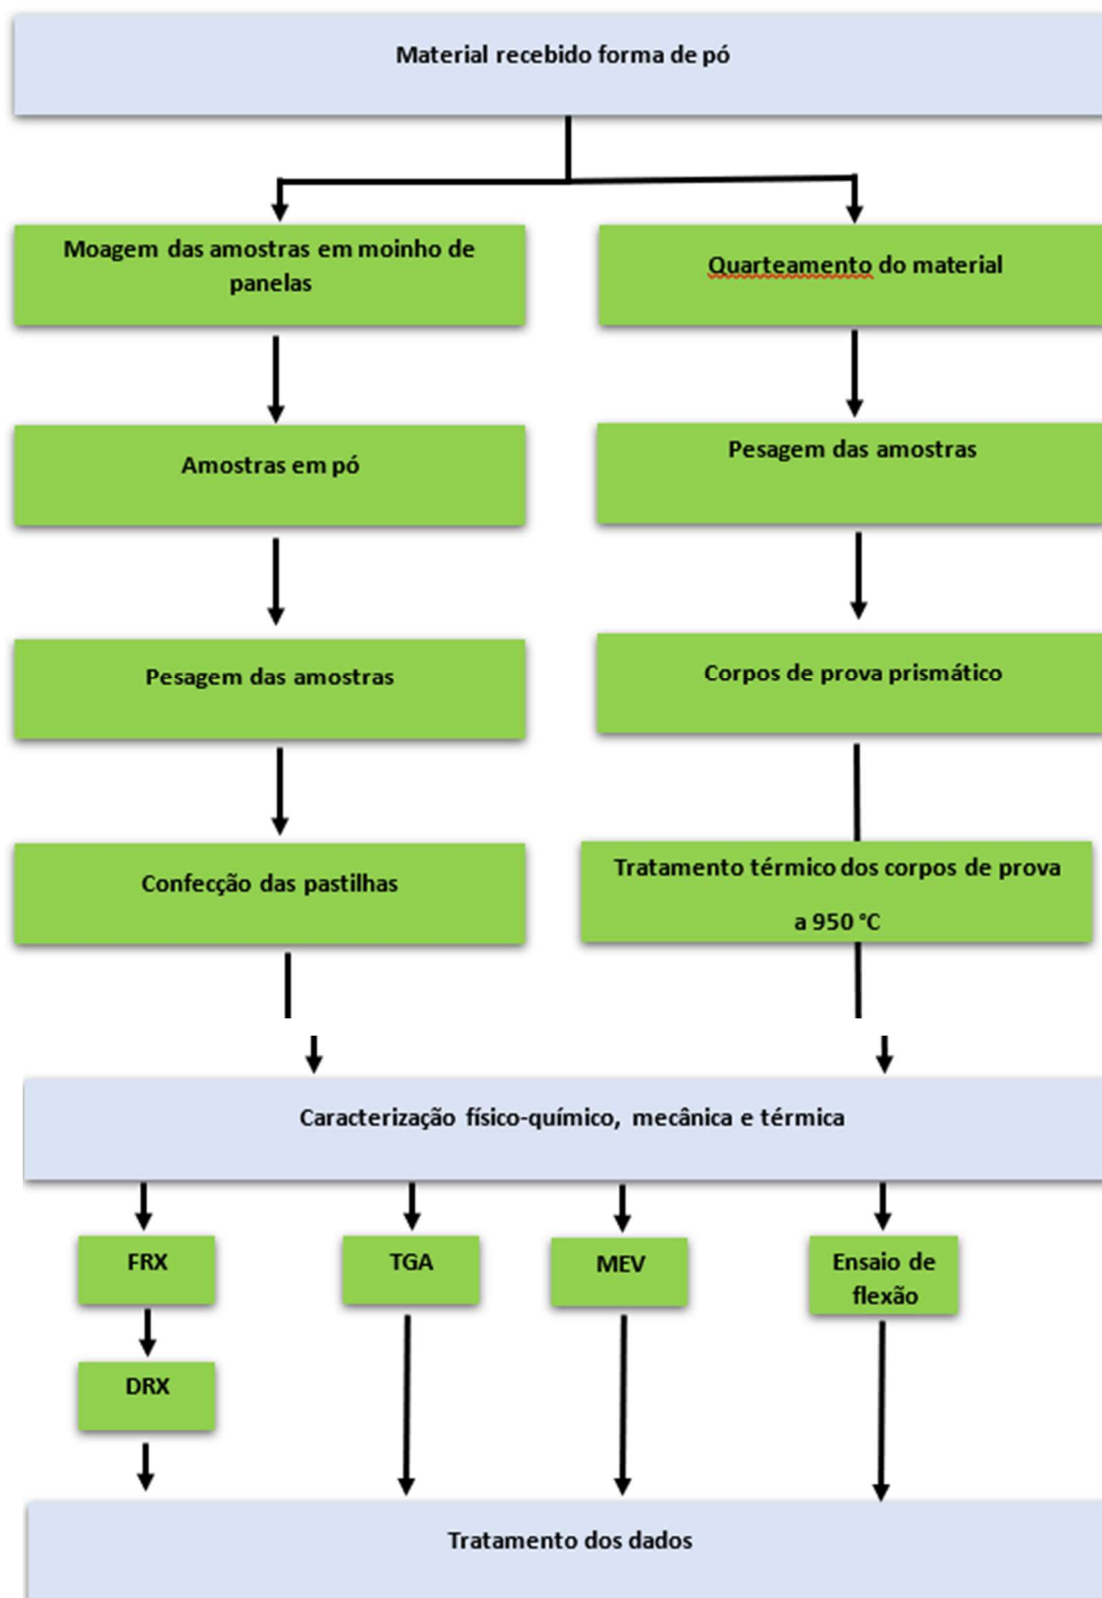 Material recebido forma de pó
Moagem das amostras em moinho de
panelas
Quarteamento do material
Amostras em pó
Pesagem das amostras
Pesagem das amostras
Corpos de prova prismático
Confecção das pastilhas
Tratamento térmico dos corpos de prova
a 950 °C
Caracterização físico-químico, mecânica e térmica
FRX
TGA
MEV
Ensaio de
flexão
DRX
Tratamento dos dados